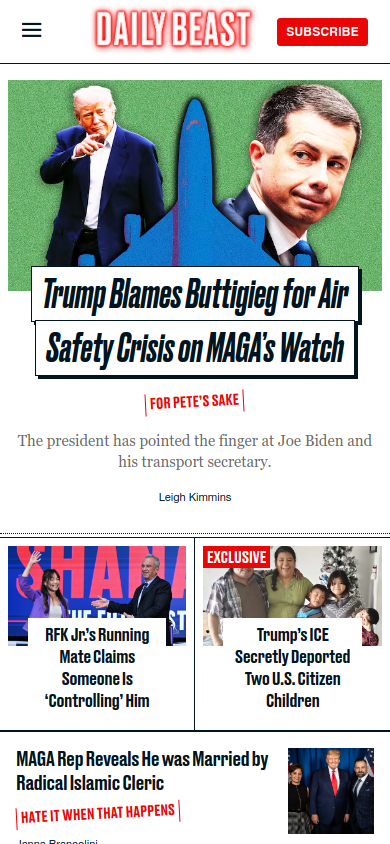 DAILY BEAST
SUBSCRIBE
Trump Blames Buttigieg for Air
Safety Crisis on MAGA's Watch
FOR PETE'S SAKE
The president has pointed the finger at Joe Biden and
his transport secretary.
Leigh Kimmins
SHANA
RFK Jr.'s Running
Mate Claims
Someone Is
‘Controlling’ Him
EXCLUSIVE
Trump's ICE
Secretly Deported
Two U.S. Citizen
Children
MAGA Rep Reveals He was Married by
Radical Islamic Cleric
HATE IT WHEN THAT HAPPENS